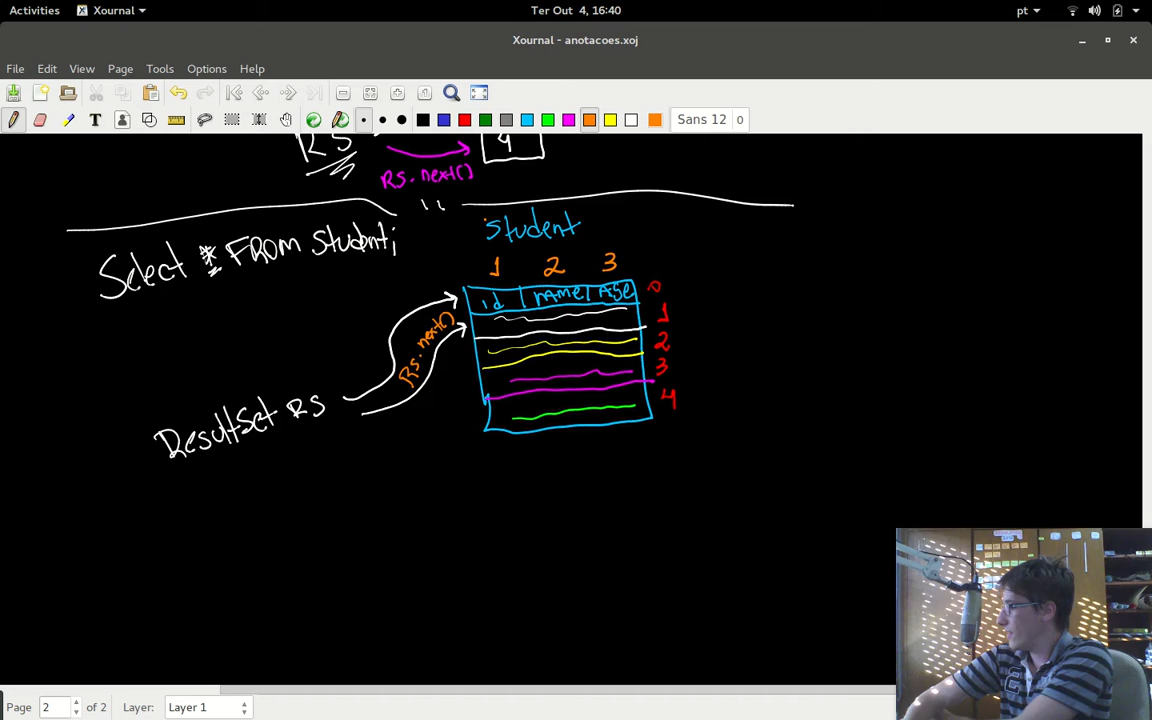 Activities Xournal Ter Out 4, 16:40 pt
Xournal - anotacoes.xoj
File Edit View Page Tools Options Help
Sans 12 0
RS 4
RS.next()
student
Select * FROM Student;
1 2 3
id name Age 0
1
RS.next()
2
3
4
ResultSet RS
Page 2 of 2 Layer: Layer 1